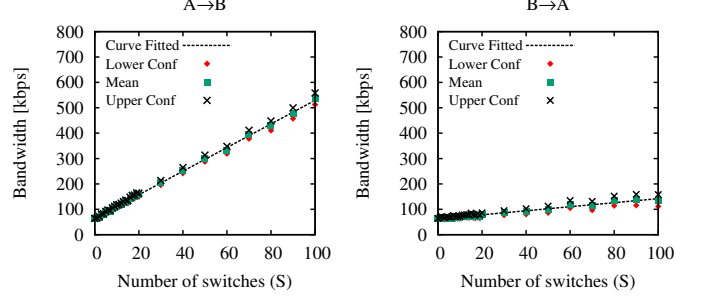 A→B
Bandwidth [kbps]
800
700
600
500
400
300
200
100
0
Curve Fitted
Lower Conf
Mean
Upper Conf
0 20 40 60 80 100
Number of switches (S)
B→A
Bandwidth [kbps]
800
700
600
500
400
300
200
100
0
Curve Fitted
Lower Conf
Mean
Upper Conf
0 20 40 60 80 100
Number of switches (S)